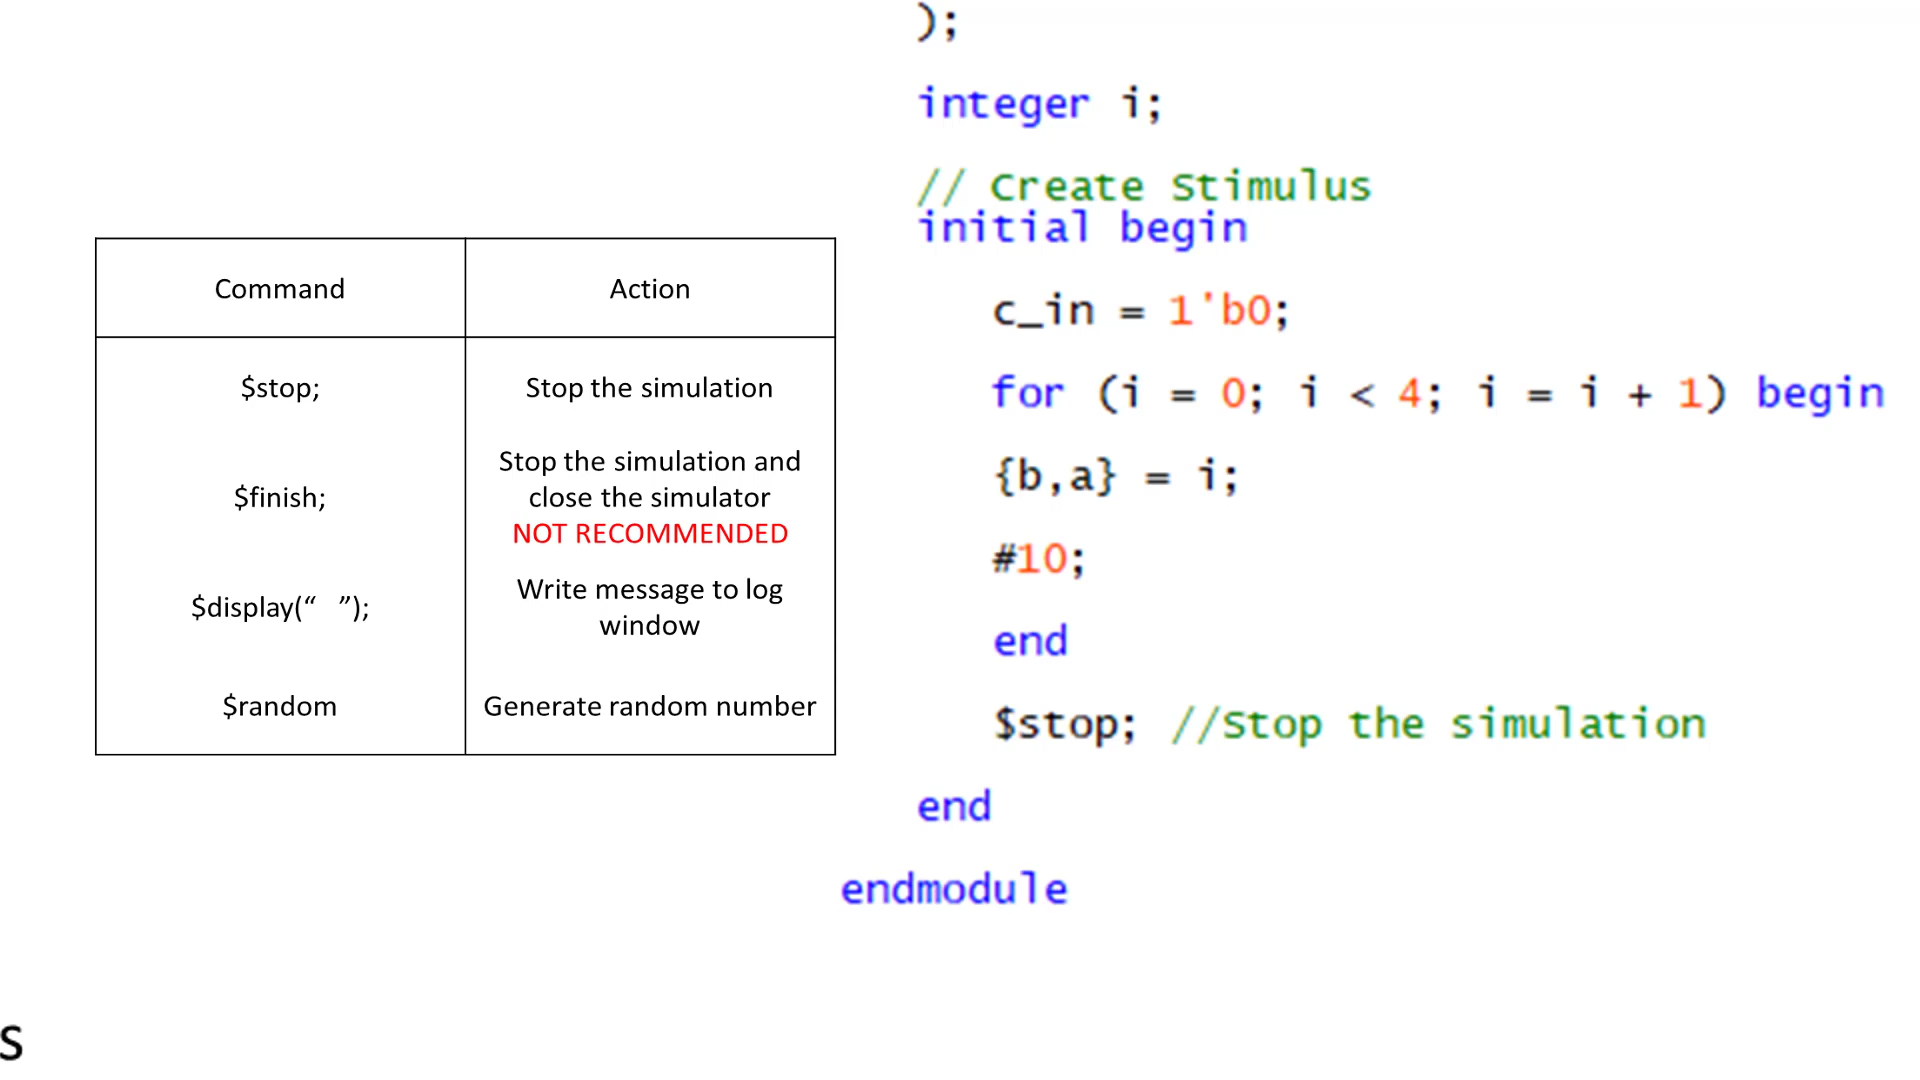 Command Action
$stop; Stop the simulation
$finish; Stop the simulation and
close the simulator
NOT RECOMMENDED
$display(“ ”); Write message to log
window
$random Generate random number
);
integer i;
// Create Stimulus
initial begin
c_in = 1'b0;
for (i = 0; i < 4; i = i + 1) begin
{b,a} = i;
#10;
end
$stop; //Stop the simulation
end
endmodule
s